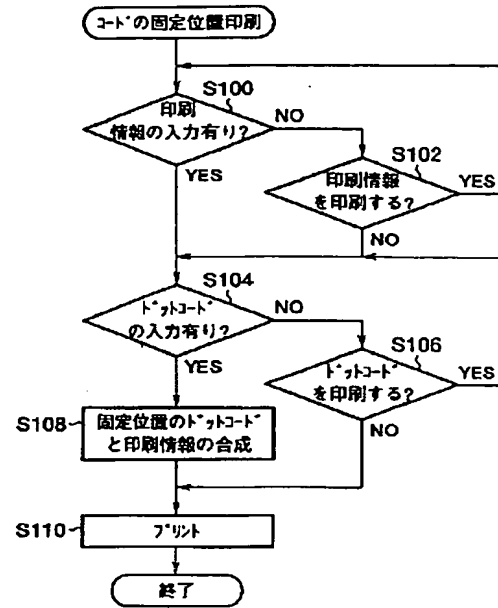 コードの固定位置印刷
S100
印刷
情報の入力有り?
NO
YES
S102
印刷情報
を印刷する?
YES
NO
S104
ドットコード
の入力有り?
NO
YES
S106
ドットコード
を印刷する?
YES
NO
S108
固定位置のドットコード
と印刷情報の合成
S110
プリント
終了